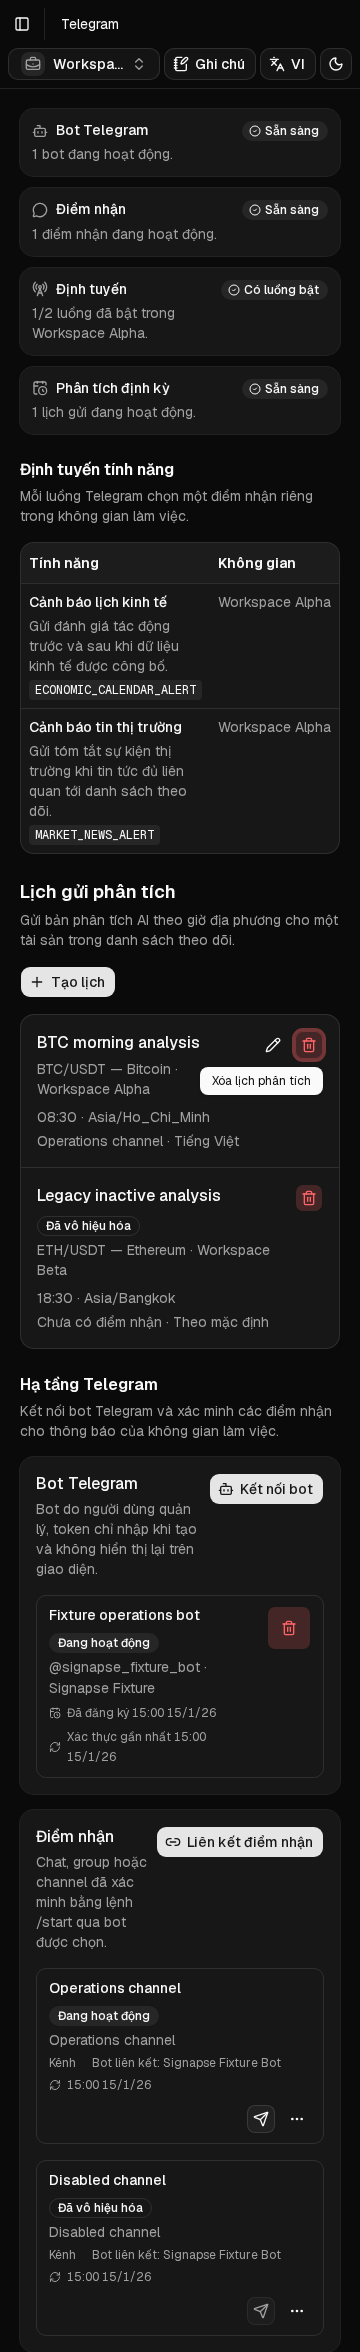 Telegram
Workspa...
Ghi chú
VI
Bot Telegram
Sẵn sàng
1 bot đang hoạt động.
Điểm nhận
Sẵn sàng
1 điểm nhận đang hoạt động.
Định tuyến
Có luồng bật
1/2 luồng đã bật trong
Workspace Alpha.
Phân tích định kỳ
Sẵn sàng
1 lịch gửi đang hoạt động.
Định tuyến tính năng
Mỗi luồng Telegram chọn một điểm nhận riêng
trong không gian làm việc.
Tính năng
Không gian
Cảnh báo lịch kinh tế
Workspace Alpha
Gửi đánh giá tác động
trước và sau khi dữ liệu
kinh tế được công bố.
ECONOMIC_CALENDAR_ALERT
Cảnh báo tin thị trường
Workspace Alpha
Gửi tóm tắt sự kiện thị
trường khi tin tức đủ liên
quan tới danh sách theo
dõi.
MARKET_NEWS_ALERT
Lịch gửi phân tích
Gửi bản phân tích AI theo giờ địa phương cho một
tài sản trong danh sách theo dõi.
Tạo lịch
BTC morning analysis
BTC/USDT — Bitcoin ·
Workspace Alpha
Xóa lịch phân tích
08:30 · Asia/Ho_Chi_Minh
Operations channel · Tiếng Việt
Legacy inactive analysis
Đã vô hiệu hóa
ETH/USDT — Ethereum · Workspace
Beta
18:30 · Asia/Bangkok
Chưa có điểm nhận · Theo mặc định
Hạ tầng Telegram
Kết nối bot Telegram và xác minh các điểm nhận
cho thông báo của không gian làm việc.
Bot Telegram
Kết nối bot
Bot do người dùng quản
lý, token chỉ nhập khi tạo
và không hiển thị lại trên
giao diện.
Fixture operations bot
Đang hoạt động
@signapse_fixture_bot ·
Signapse Fixture
Đã đăng ký 15:00 15/1/26
Xác thực gần nhất 15:00
15/1/26
Điểm nhận
Liên kết điểm nhận
Chat, group hoặc
channel đã xác
minh bằng lệnh
/start qua bot
được chọn.
Operations channel
Đang hoạt động
Operations channel
Kênh Bot liên kết: Signapse Fixture Bot
15:00 15/1/26
Disabled channel
Đã vô hiệu hóa
Disabled channel
Kênh Bot liên kết: Signapse Fixture Bot
15:00 15/1/26